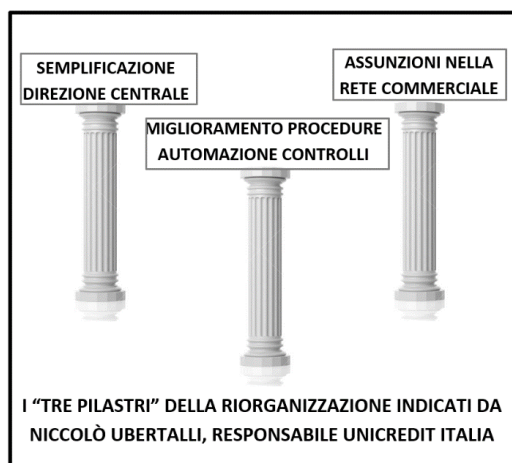 SEMPLIFICAZIONE
DIREZIONE CENTRALE
ASSUNZIONI NELLA
RETE COMMERCIALE
MIGLIORAMENTO PROCEDURE
AUTOMAZIONE CONTROLLI
I “TRE PILASTRI” DELLA RIORGANIZZAZIONE INDICATI DA
NICCOLÒ UBERTALLI, RESPONSABILE UNICREDIT ITALIA